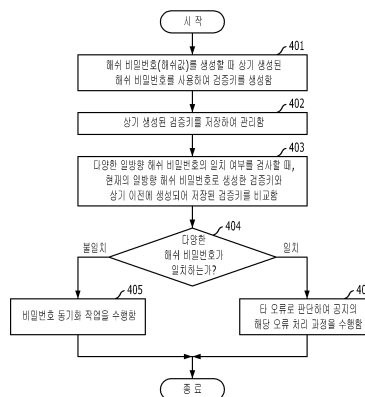 시 작
401
해쉬 비밀번호(해쉬값)를 생성할 때 상기 생성된
해쉬 비밀번호를 사용하여 검증키를 생성함
402
상기 생성된 검증키를 저장하여 관리함
403
다양한 일방향 해쉬 비밀번호의 일치 여부를 검사할 때,
현재의 일방향 해쉬 비밀번호로 생성한 검증키와
상기 이전에 생성되어 저장된 검증키를 비교함
404
다양한
해쉬 비밀번호가
일치하는가?
불일치
일치
405
비밀번호 동기화 작업을 수행함
40
타 오류로 판단하여 공지의
해당 오류 처리 과정을 수행함
종 료